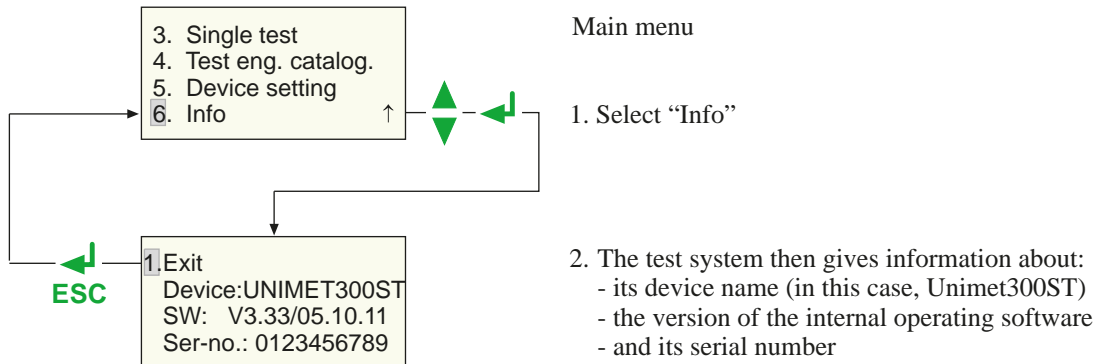 3. Single test
4. Test eng. catalog.
5. Device setting
6. Info ↑
Main menu
1. Select “Info”
1.Exit
Device:UNIMET300ST
SW: V3.33/05.10.11
Ser-no.: 0123456789
ESC
2. The test system then gives information about:
- its device name (in this case, Unimet300ST)
- the version of the internal operating software
- and its serial number